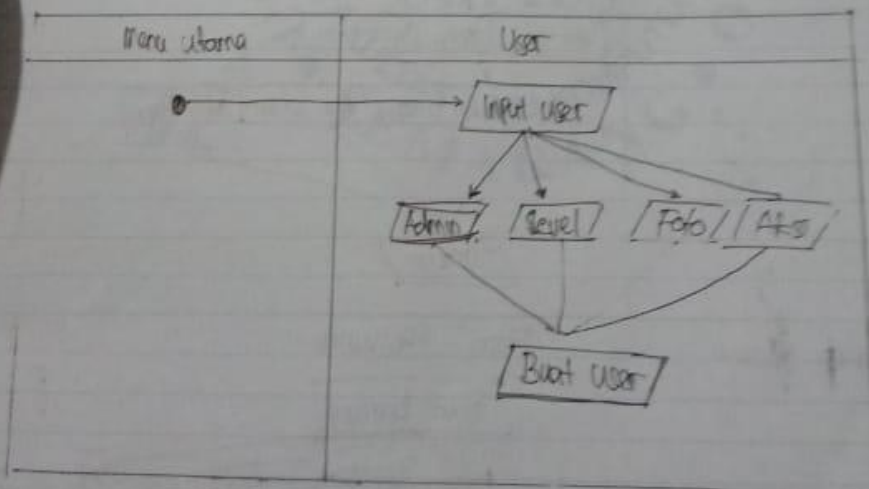 Menu utama
User
Input User
Admin
Level
Foto
Aksi
Buat User